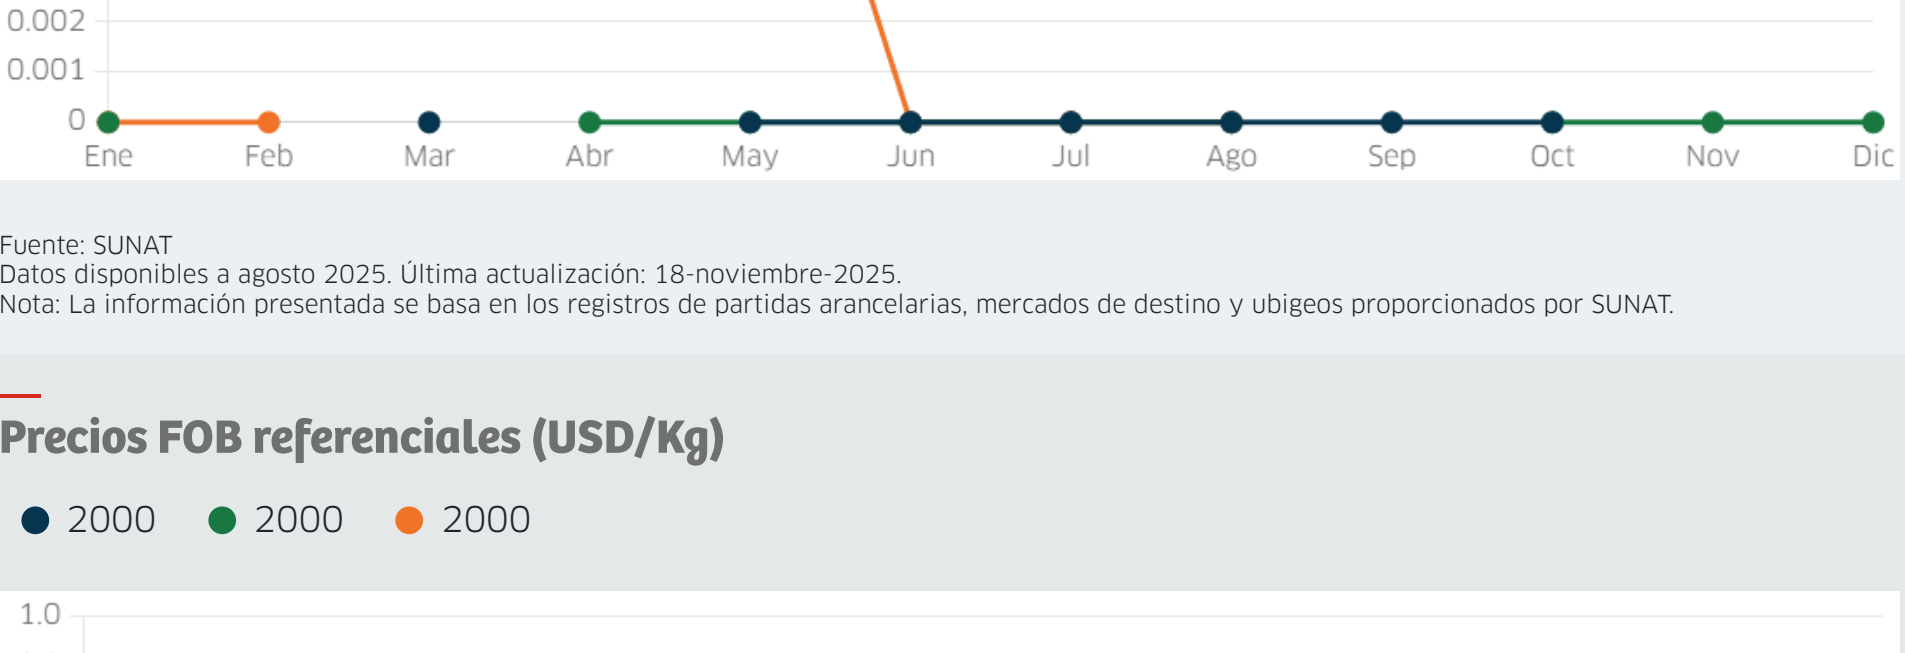 0.002
0.001
0
Ene Feb Mar Abr May Jun Jul Ago Sep Oct Nov Dic
Fuente: SUNAT
Datos disponibles a agosto 2025. Última actualización: 18-noviembre-2025.
Nota: La información presentada se basa en los registros de partidas arancelarias, mercados de destino y ubigeos proporcionados por SUNAT.
Precios FOB referenciales (USD/Kg)
2000 2000 2000
1.0